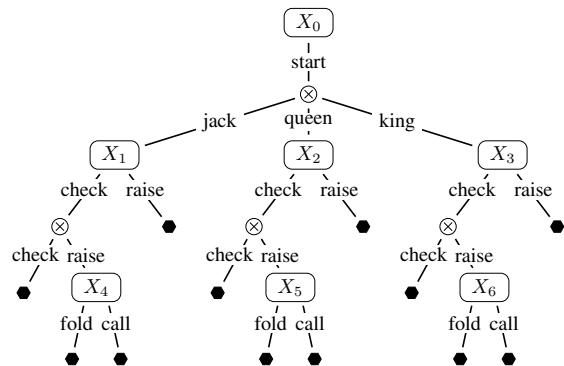 X₀
start
⊗
jack queen king
X₁ X₂ X₃
check raise check raise check raise
⊗ ⊗ ⊗
check raise check raise check raise
X₄ X₅ X₆
fold call fold call fold call